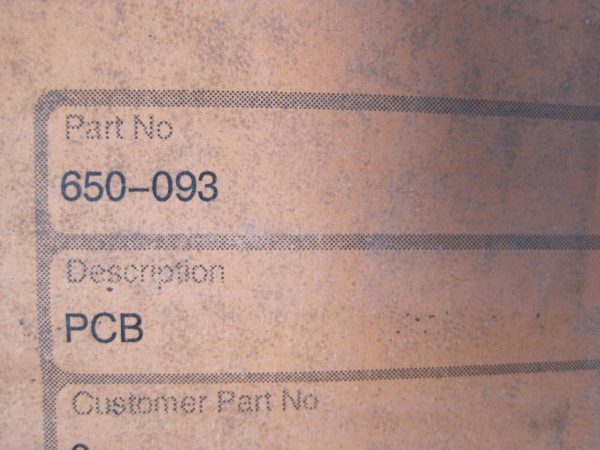 Part No
650-093
Description
PCB
Customer Part No